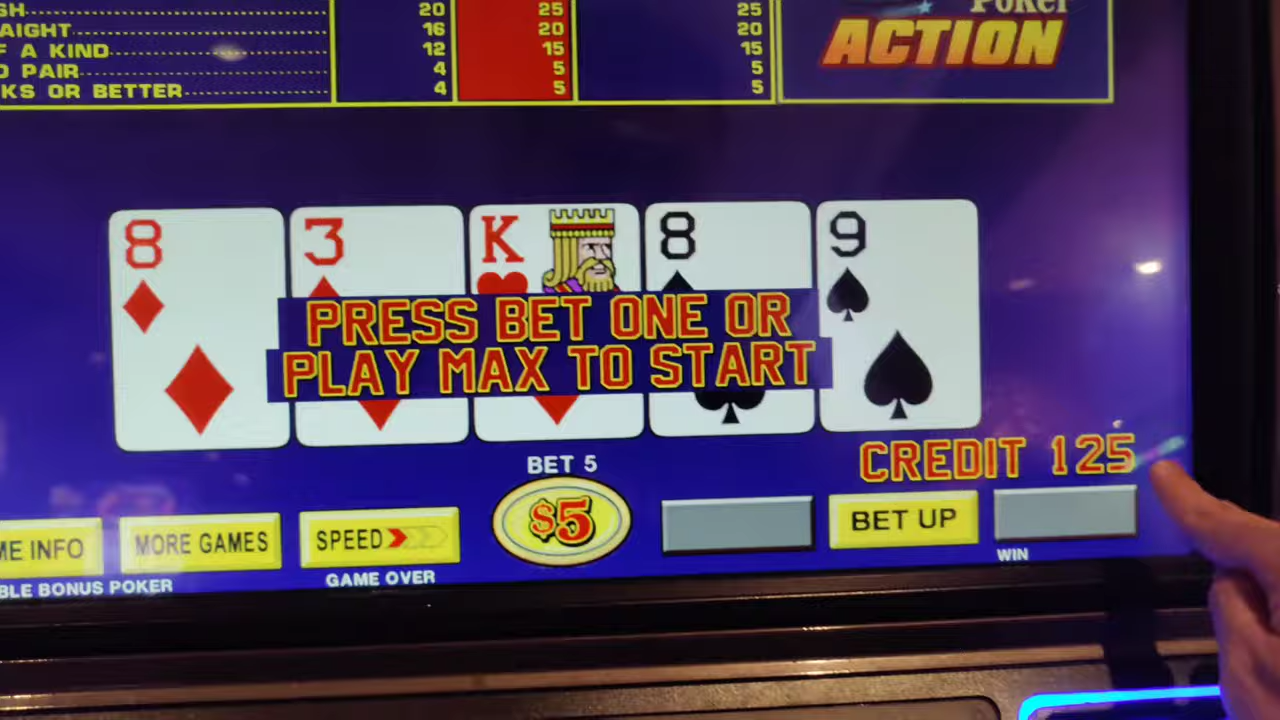 SH 20 25 25
AIGHT 16 20 20
F A KIND 12 15 15
O PAIR 4 5 5
KS OR BETTER 4 5 5
Poker
ACTION
8 3 K 8 9
PRESS BET ONE OR
PLAY MAX TO START
BET 5
CREDIT 125
ME INFO
MORE GAMES
SPEED
$5
BET UP
WIN
BLE BONUS POKER
GAME OVER